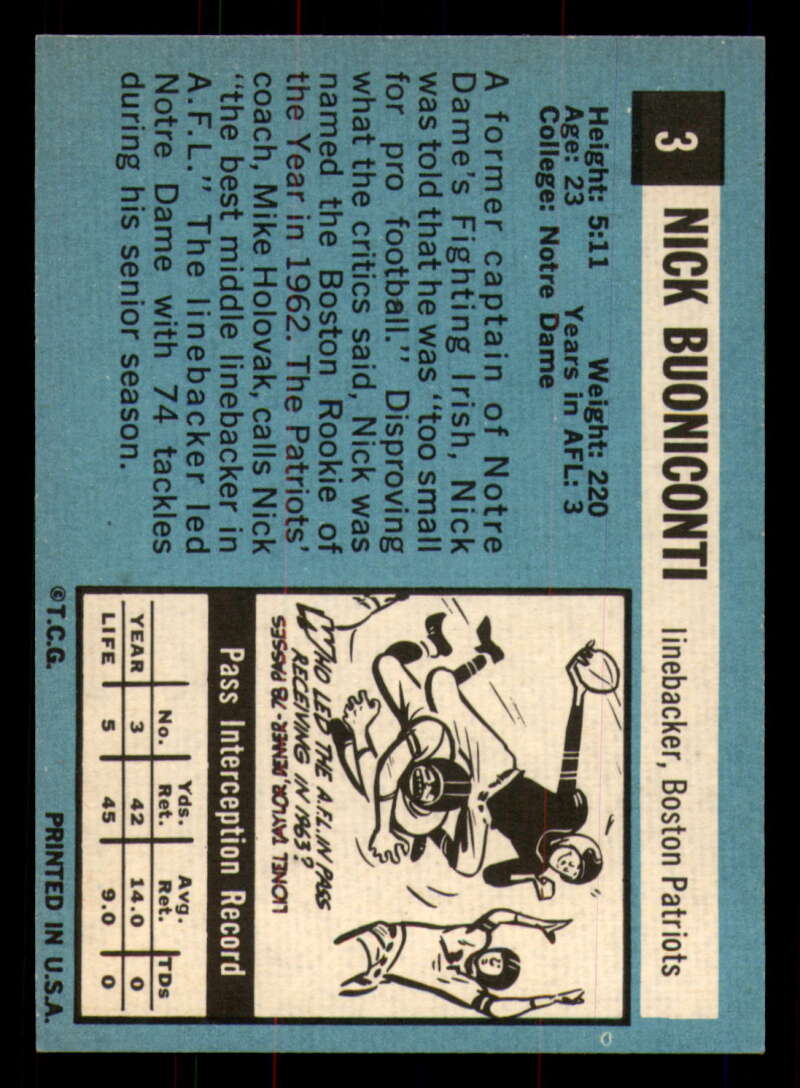 3 NICK BUONICONTI linebacker, Boston Patriots
Height: 5:11 Weight: 220
Age: 23 Years in AFL: 3
College: Notre Dame
A former captain of Notre
Dame's Fighting Irish, Nick
was told that he was "too small
for pro football." Disproving
what the critics said, Nick was
named the Boston Rookie of
the Year in 1962. The Patriots'
coach, Mike Holovak, calls Nick
"the best middle linebacker in
A.F.L." The linebacker led
Notre Dame with 74 tackles
during his senior season.
WHO LED THE A.F.L. IN PASS
RECEIVING IN 1963?
LIONEL TAYLOR, DENVER-78 PASSES
Pass Interception Record
No. Yds. Ret. Avg. Ret. TDs
YEAR 3 42 14.0 0
LIFE 5 45 9.0 0
©T.C.G. PRINTED IN U.S.A.